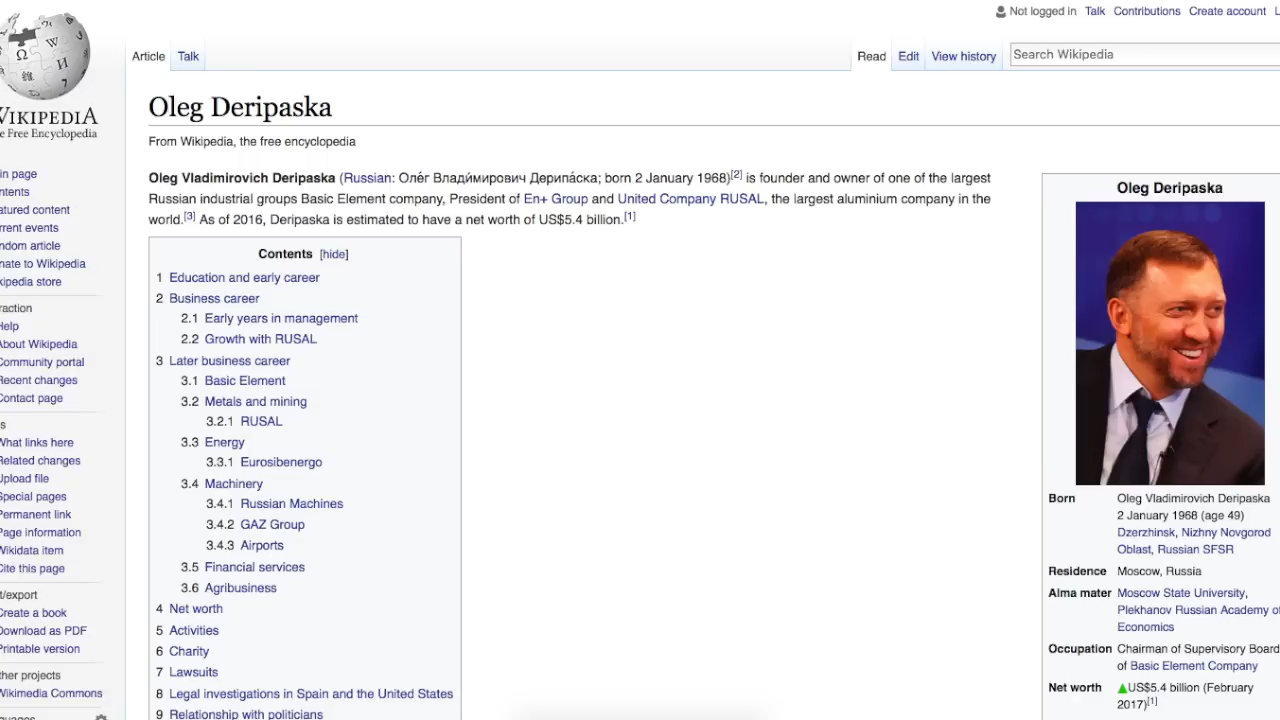 Not logged in Talk Contributions Create account
Article Talk Read Edit View history Search Wikipedia
WIKIPEDIA
Free Encyclopedia
Oleg Deripaska
From Wikipedia, the free encyclopedia
Oleg Vladimirovich Deripaska (Russian: Оле́г Влади́мирович Дерипа́ска; born 2 January 1968)[2] is founder and owner of one of the largest
Russian industrial groups Basic Element company, President of En+ Group and United Company RUSAL, the largest aluminium company in the
world.[3] As of 2016, Deripaska is estimated to have a net worth of US$5.4 billion.[1]
Contents [hide]
1 Education and early career
2 Business career
2.1 Early years in management
2.2 Growth with RUSAL
3 Later business career
3.1 Basic Element
3.2 Metals and mining
3.2.1 RUSAL
3.3 Energy
3.3.1 Eurosibenergo
3.4 Machinery
3.4.1 Russian Machines
3.4.2 GAZ Group
3.4.3 Airports
3.5 Financial services
3.6 Agribusiness
4 Net worth
5 Activities
6 Charity
7 Lawsuits
8 Legal investigations in Spain and the United States
9 Relationship with politicians
in page
ntents
atured content
rrent events
ndom article
nate to Wikipedia
kipedia store
raction
Help
About Wikipedia
Community portal
Recent changes
Contact page
s
What links here
Related changes
Upload file
Special pages
Permanent link
Page information
Wikidata item
Cite this page
t/export
Create a book
Download as PDF
Printable version
ther projects
Wikimedia Commons
Oleg Deripaska
Born Oleg Vladimirovich Deripaska
2 January 1968 (age 49)
Dzerzhinsk, Nizhny Novgorod
Oblast, Russian SFSR
Residence Moscow, Russia
Alma mater Moscow State University,
Plekhanov Russian Academy of
Economics
Occupation Chairman of Supervisory Board
of Basic Element Company
Net worth ▲US$5.4 billion (February
2017)[1]